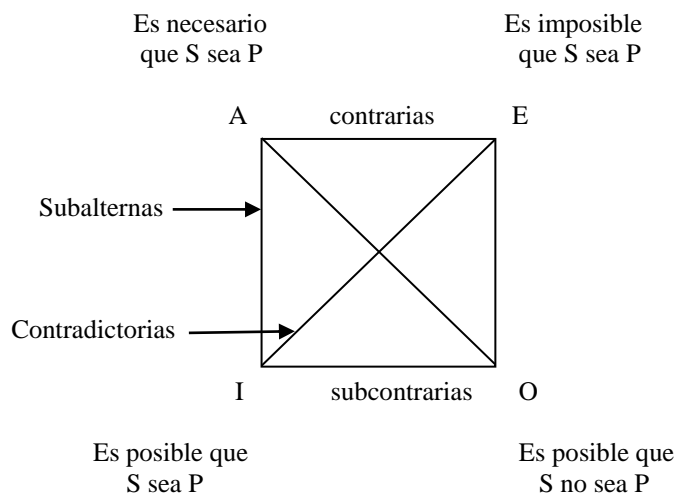 Es necesario
que S sea P
Es imposible
que S sea P
A contrarias E
Subalternas
Contradictorias
I subcontrarias O
Es posible que
S sea P
Es posible que
S no sea P